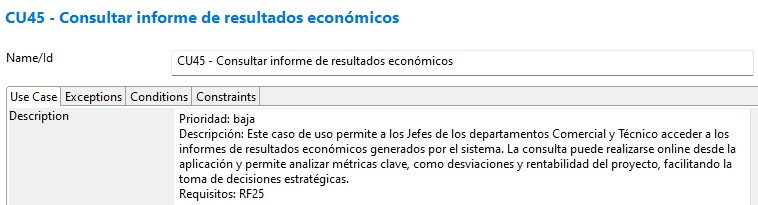 CU45 - Consultar informe de resultados económicos
Name/Id
CU45 - Consultar informe de resultados económicos
Use Case Exceptions Conditions Constraints
Description
Prioridad: baja
Descripción: Este caso de uso permite a los Jefes de los departamentos Comercial y Técnico acceder a los
informes de resultados económicos generados por el sistema. La consulta puede realizarse online desde la
aplicación y permite analizar métricas clave, como desviaciones y rentabilidad del proyecto, facilitando la
toma de decisiones estratégicas.
Requisitos: RF25